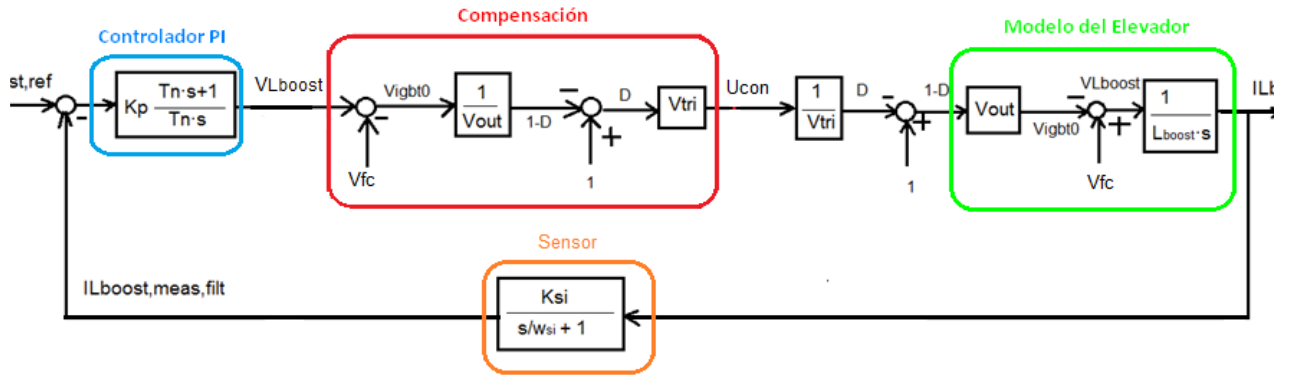 Compensación
Controlador PI
Modelo del Elevador
st,ref
-
Kp Tn·s+1
Tn·s
VLboost
-
Vfc
Vigbt0
1
Vout
1-D
-
+
1
D
Vtri
Ucon
1
Vtri
D
-
+
1
1-D
Vout
Vigbt0
-
+
VLboost
Vfc
1
Lboost·s
ILb
Sensor
ILboost,meas,filt
Ksi
s/wsi + 1